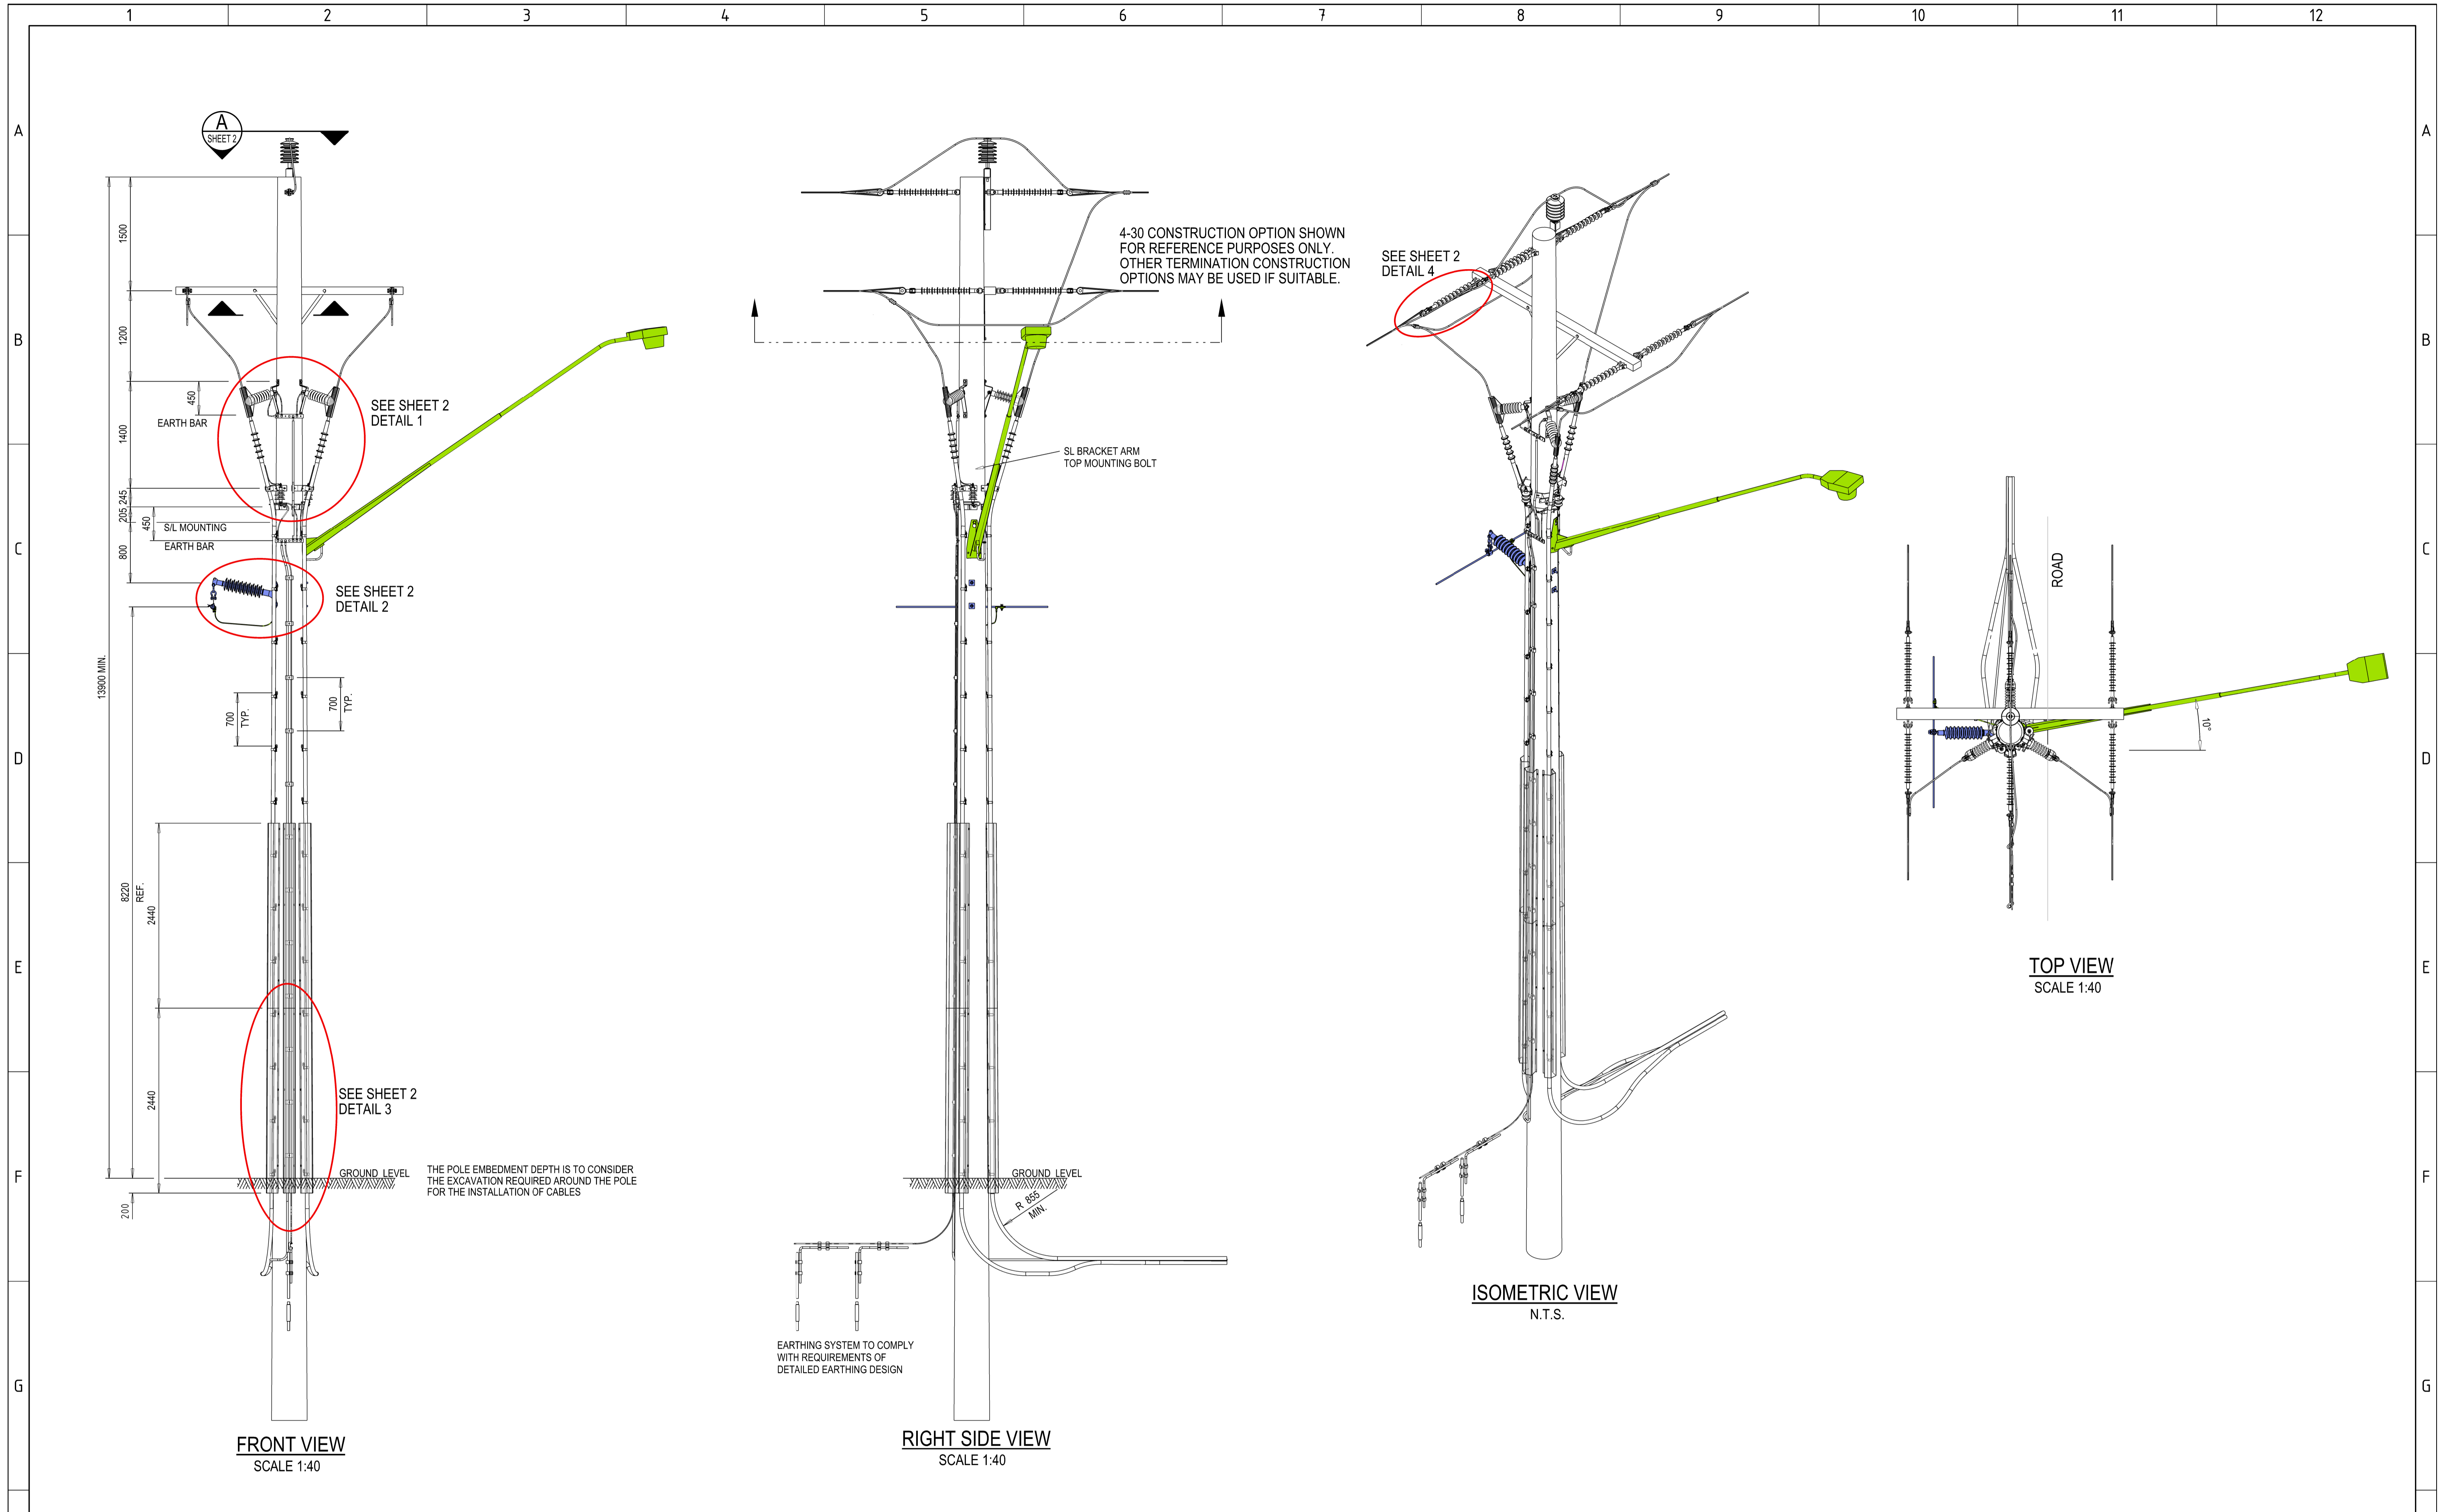 1 2 3 4 5 6 7 8 9 10 11 12
A
A
SHEET 2
A
1500
B
1200
450
EARTH BAR
1400
SEE SHEET 2
DETAIL 1
245
205
450
S/L MOUNTING
EARTH BAR
C
800
SEE SHEET 2
DETAIL 2
13900 MIN.
700
TYP.
700
TYP.
D
8220
REF.
2440
E
2440
SEE SHEET 2
DETAIL 3
GROUND LEVEL
THE POLE EMBEDMENT DEPTH IS TO CONSIDER
THE EXCAVATION REQUIRED AROUND THE POLE
FOR THE INSTALLATION OF CABLES
F
200
G
FRONT VIEW
SCALE 1:40
4-30 CONSTRUCTION OPTION SHOWN
FOR REFERENCE PURPOSES ONLY.
OTHER TERMINATION CONSTRUCTION
OPTIONS MAY BE USED IF SUITABLE.
SL BRACKET ARM
TOP MOUNTING BOLT
GROUND LEVEL
R 855
MIN.
EARTHING SYSTEM TO COMPLY
WITH REQUIREMENTS OF
DETAILED EARTHING DESIGN
RIGHT SIDE VIEW
SCALE 1:40
SEE SHEET 2
DETAIL 4
ISOMETRIC VIEW
N.T.S.
ROAD
10°
TOP VIEW
SCALE 1:40
A
B
C
D
E
F
G